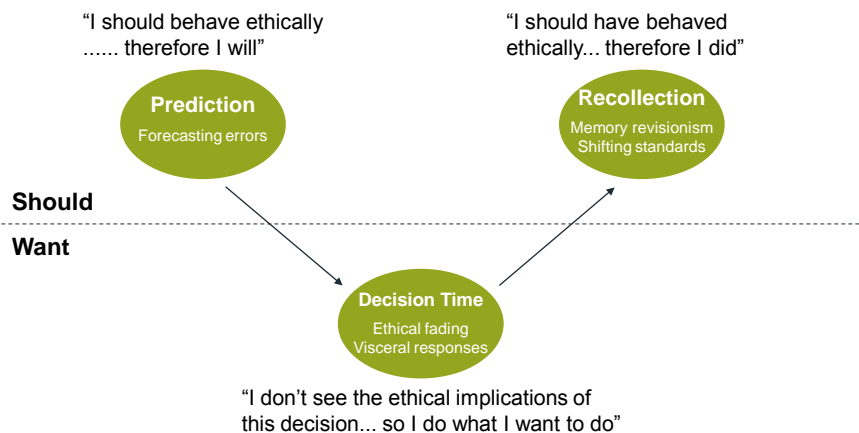 “I should behave ethically
...... therefore I will”
“I should have behaved
ethically... therefore I did”
Prediction
Forecasting errors
Recollection
Memory revisionism
Shifting standards
Should
Want
Decision Time
Ethical fading
Visceral responses
“I don’t see the ethical implications of
this decision... so I do what I want to do”